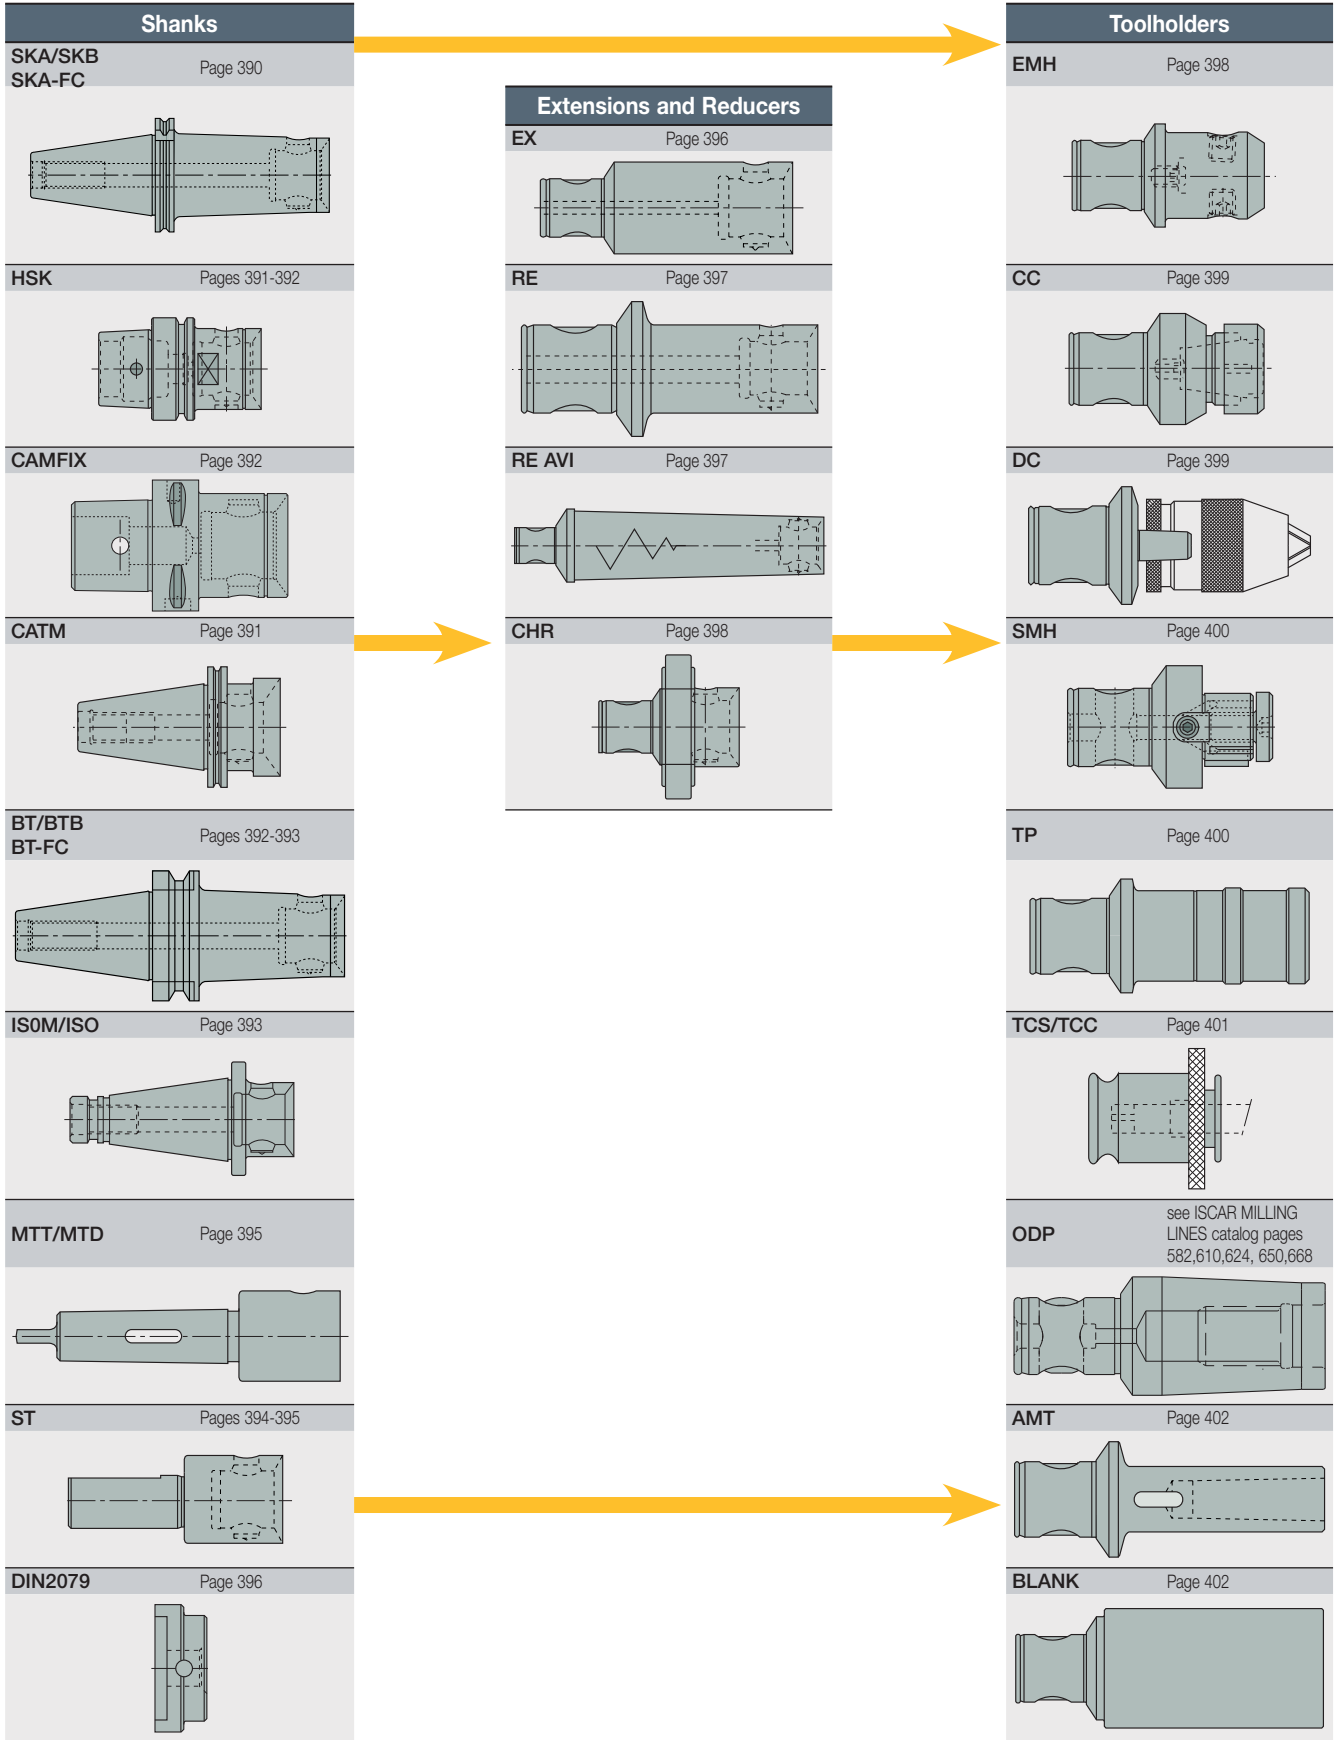 Shanks
SKA/SKB
SKA-FC
Page 390
HSK
Pages 391-392
CAMFIX
Page 392
CATM
Page 391
BT/BTB
BT-FC
Pages 392-393
IS0M/ISO
Page 393
MTT/MTD
Page 395
ST
Pages 394-395
DIN2079
Page 396
Extensions and Reducers
EX
Page 396
RE
Page 397
RE AVI
Page 397
CHR
Page 398
Toolholders
EMH
Page 398
CC
Page 399
DC
Page 399
SMH
Page 400
TP
Page 400
TCS/TCC
Page 401
ODP
see ISCAR MILLING
LINES catalog pages
582,610,624, 650,668
AMT
Page 402
BLANK
Page 402